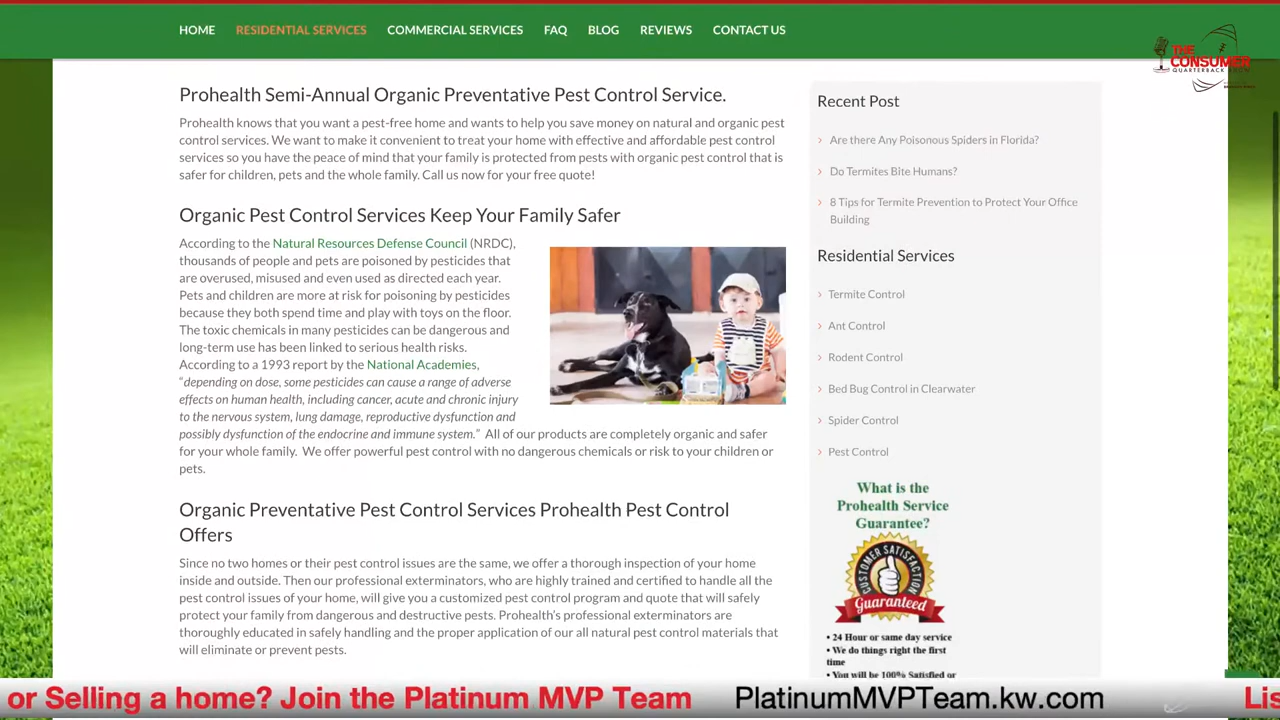 HOME RESIDENTIAL SERVICES COMMERCIAL SERVICES FAQ BLOG REVIEWS CONTACT US
THE
CONSUMER
QUARTERBACK SHOW
Prohealth Semi-Annual Organic Preventative Pest Control Service.
Prohealth knows that you want a pest-free home and wants to help you save money on natural and organic pest
control services. We want to make it convenient to treat your home with effective and affordable pest control
services so you have the peace of mind that your family is protected from pests with organic pest control that is
safer for children, pets and the whole family. Call us now for your free quote!
Organic Pest Control Services Keep Your Family Safer
According to the Natural Resources Defense Council (NRDC),
thousands of people and pets are poisoned by pesticides that
are overused, misused and even used as directed each year.
Pets and children are more at risk for poisoning by pesticides
because they both spend time and play with toys on the floor.
The toxic chemicals in many pesticides can be dangerous and
long-term use has been linked to serious health risks.
According to a 1993 report by the National Academies,
“depending on dose, some pesticides can cause a range of adverse
effects on human health, including cancer, acute and chronic injury
to the nervous system, lung damage, reproductive dysfunction and
possibly dysfunction of the endocrine and immune system.” All of our products are completely organic and safer
for your whole family. We offer powerful pest control with no dangerous chemicals or risk to your children or
pets.
Organic Preventative Pest Control Services Prohealth Pest Control
Offers
Since no two homes or their pest control issues are the same, we offer a thorough inspection of your home
inside and outside. Then our professional exterminators, who are highly trained and certified to handle all the
pest control issues of your home, will give you a customized pest control program and quote that will safely
protect your family from dangerous and destructive pests. Prohealth’s professional exterminators are
thoroughly educated in safely handling and the proper application of our all natural pest control materials that
will eliminate or prevent pests.
Recent Post
Are there Any Poisonous Spiders in Florida?
Do Termites Bite Humans?
8 Tips for Termite Prevention to Protect Your Office
Building
Residential Services
Termite Control
Ant Control
Rodent Control
Bed Bug Control in Clearwater
Spider Control
Pest Control
What is the
Prohealth Service
Guarantee?
CUSTOMER SATISFACTION
Guaranteed
• 24 Hour or same day service
• We do things right the first
time
• You will be 100% Satisfied or
or Selling a home? Join the Platinum MVP Team PlatinumMVPTeam.kw.com Lis